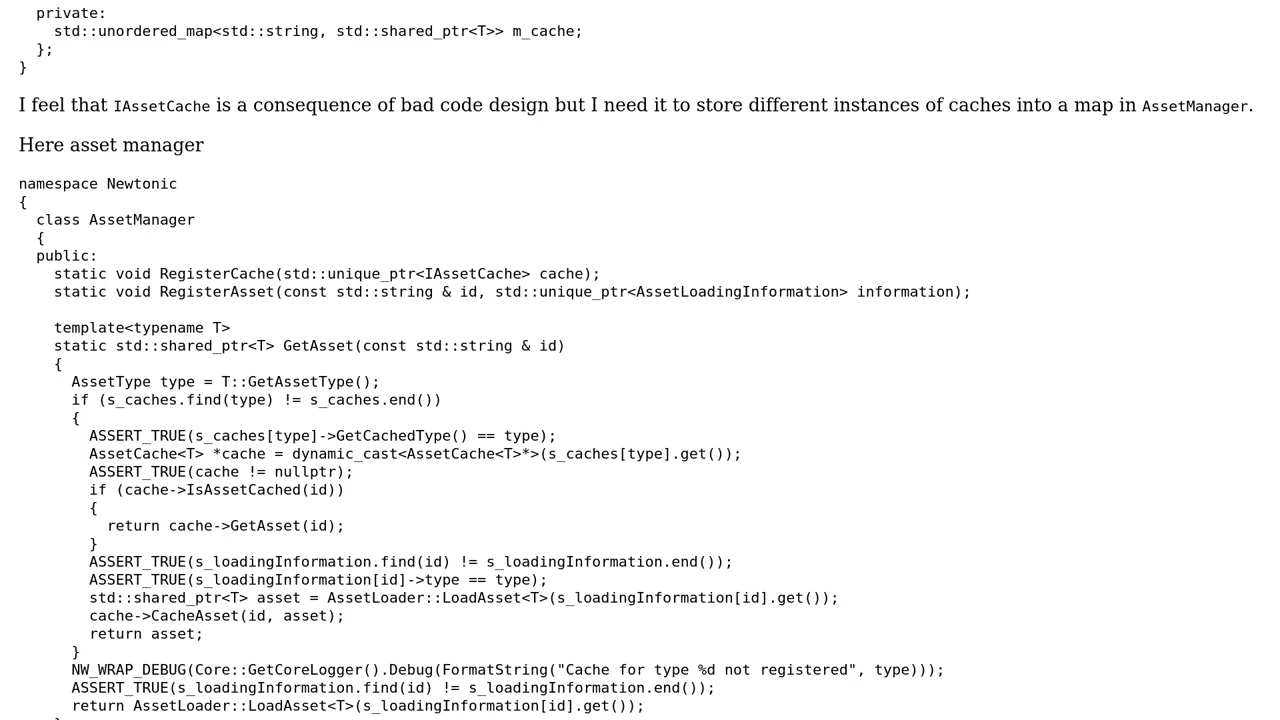 private:
    std::unordered_map<std::string, std::shared_ptr<T>> m_cache;
  };
}
I feel that IAssetCache is a consequence of bad code design but I need it to store different instances of caches into a map in AssetManager.
Here asset manager
namespace Newtonic
{
  class AssetManager
  {
  public:
    static void RegisterCache(std::unique_ptr<IAssetCache> cache);
    static void RegisterAsset(const std::string & id, std::unique_ptr<AssetLoadingInformation> information);
    template<typename T>
    static std::shared_ptr<T> GetAsset(const std::string & id)
    {
      AssetType type = T::GetAssetType();
      if (s_caches.find(type) != s_caches.end())
      {
        ASSERT_TRUE(s_caches[type]->GetCachedType() == type);
        AssetCache<T> *cache = dynamic_cast<AssetCache<T>*>(s_caches[type].get());
        ASSERT_TRUE(cache != nullptr);
        if (cache->IsAssetCached(id))
        {
          return cache->GetAsset(id);
        }
        ASSERT_TRUE(s_loadingInformation.find(id) != s_loadingInformation.end());
        ASSERT_TRUE(s_loadingInformation[id]->type == type);
        std::shared_ptr<T> asset = AssetLoader::LoadAsset<T>(s_loadingInformation[id].get());
        cache->CacheAsset(id, asset);
        return asset;
      }
      NW_WRAP_DEBUG(Core::GetCoreLogger().Debug(FormatString("Cache for type %d not registered", type)));
      ASSERT_TRUE(s_loadingInformation.find(id) != s_loadingInformation.end());
      return AssetLoader::LoadAsset<T>(s_loadingInformation[id].get());
    }